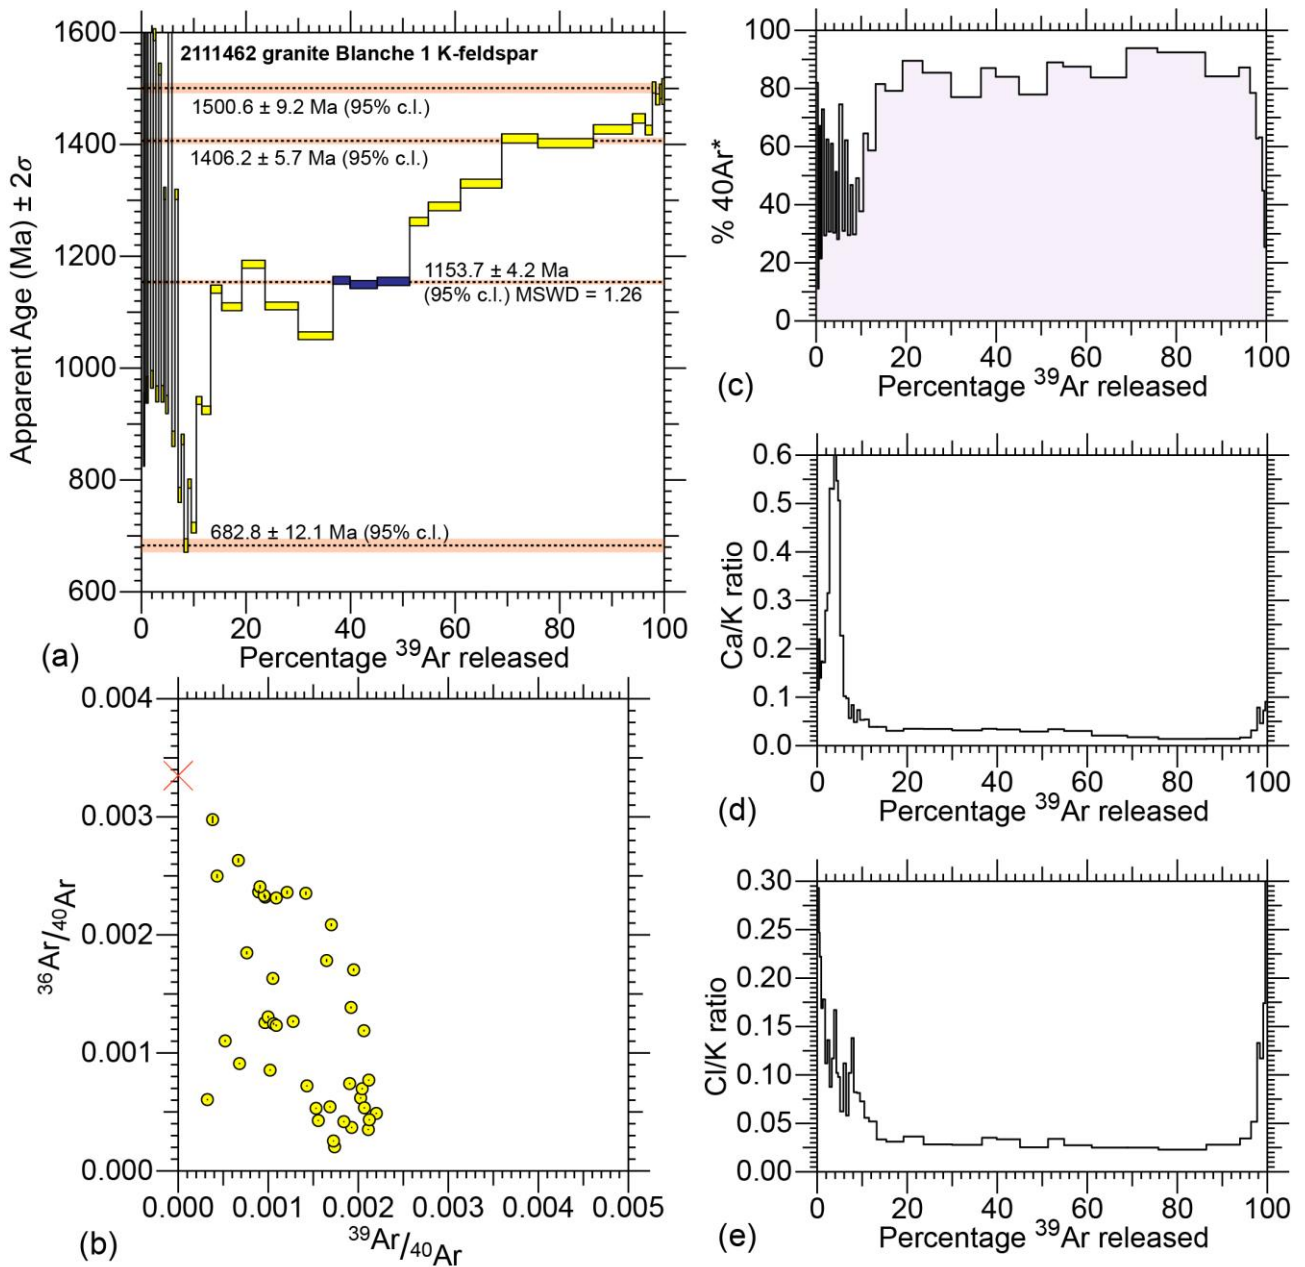 2111462 granite Blanche 1 K-feldspar
1500.6 ± 9.2 Ma (95% c.l.)
1406.2 ± 5.7 Ma (95% c.l.)
1153.7 ± 4.2 Ma
(95% c.l.) MSWD = 1.26
682.8 ± 12.1 Ma (95% c.l.)
Apparent Age (Ma) ± 2σ
1600
1400
1200
1000
800
600
0 20 40 60 80 100
Percentage ³⁹Ar released
(a)
0.004
0.003
0.002
0.001
0.000
³⁶Ar/⁴⁰Ar
0.000 0.001 0.002 0.003 0.004 0.005
³⁹Ar/⁴⁰Ar
(b)
100
80
60
40
20
0
% 40Ar*
0 20 40 60 80 100
Percentage ³⁹Ar released
(c)
0.6
0.5
0.4
0.3
0.2
0.1
0.0
Ca/K ratio
0 20 40 60 80 100
Percentage ³⁹Ar released
(d)
0.30
0.25
0.20
0.15
0.10
0.05
0.00
Cl/K ratio
0 20 40 60 80 100
Percentage ³⁹Ar released
(e)